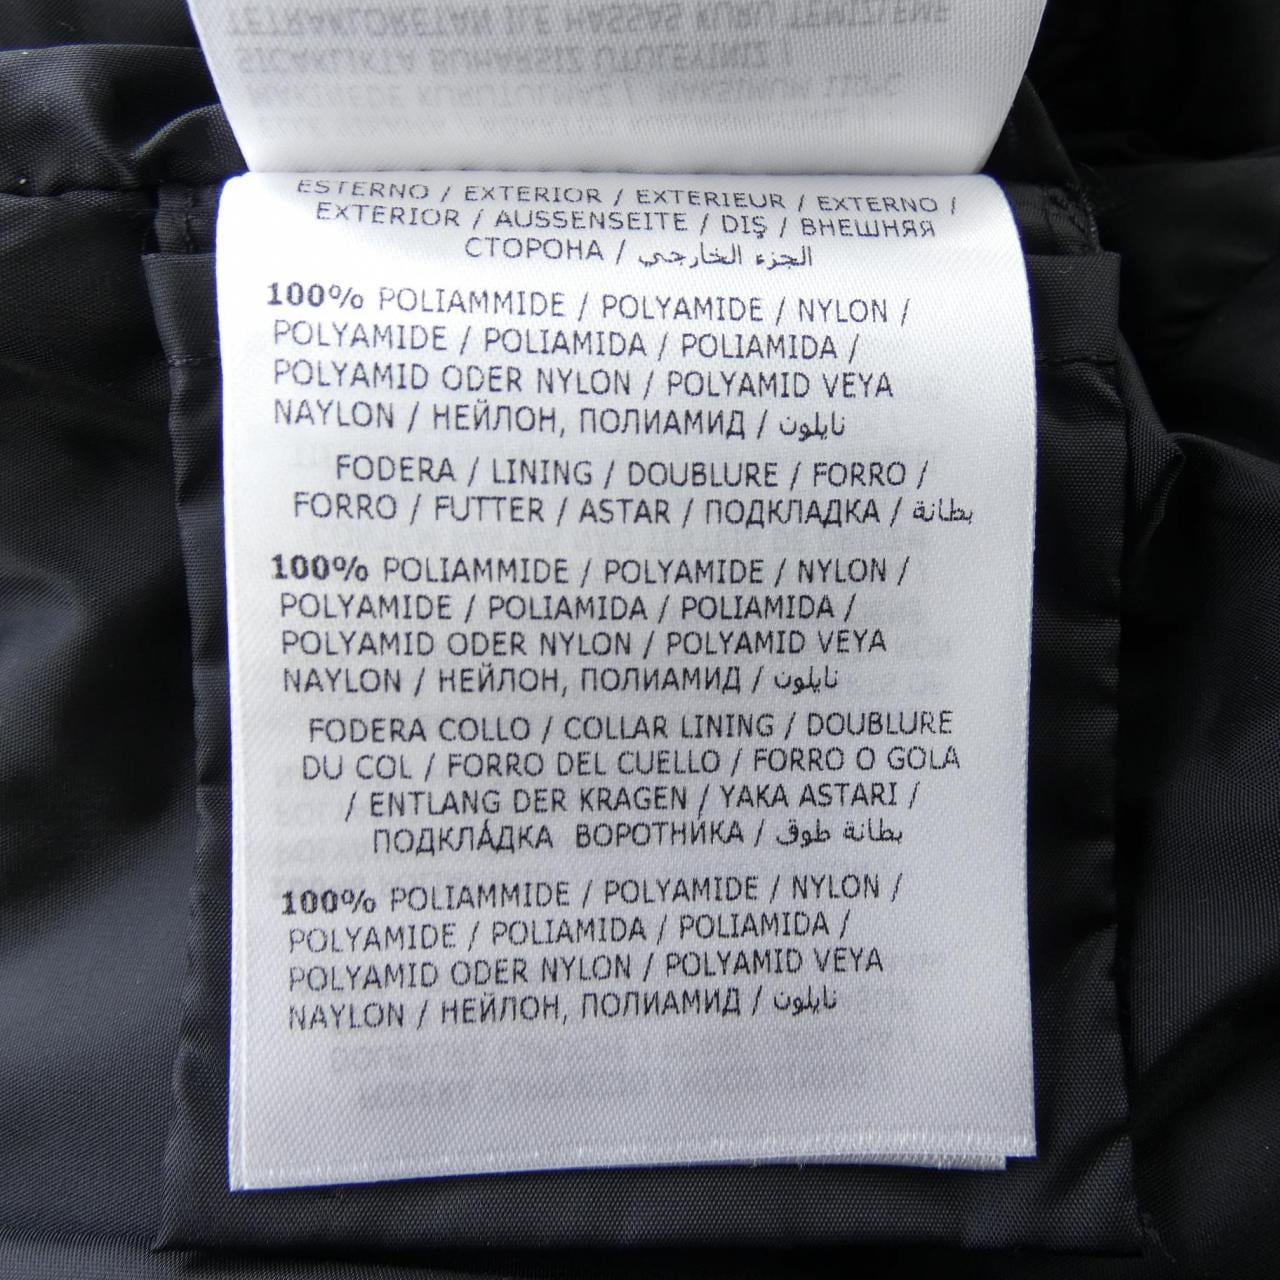 ESTERNO / EXTERIOR / EXTERIEUR / EXTERNO /
EXTERIOR / AUSSENSEITE / DIŞ / ВНЕШНЯЯ
СТОРОНА / الجزء الخارجي
100% POLIAMMIDE / POLYAMIDE / NYLON /
POLYAMIDE / POLIAMIDA / POLIAMIDA /
POLYAMID ODER NYLON / POLYAMID VEYA
NAYLON / НЕЙЛОН, ПОЛИАМИД / نايلون
FODERA / LINING / DOUBLURE / FORRO /
FORRO / FUTTER / ASTAR / ПОДКЛАДКА / بطانة
100% POLIAMMIDE / POLYAMIDE / NYLON /
POLYAMIDE / POLIAMIDA / POLIAMIDA /
POLYAMID ODER NYLON / POLYAMID VEYA
NAYLON / НЕЙЛОН, ПОЛИАМИД / نايلون
FODERA COLLO / COLLAR LINING / DOUBLURE
DU COL / FORRO DEL CUELLO / FORRO O GOLA
/ ENTLANG DER KRAGEN / YAKA ASTARI /
ПОДКЛА́ДКА ВОРОТНИ́КА / بطانة طوق
100% POLIAMMIDE / POLYAMIDE / NYLON /
POLYAMIDE / POLIAMIDA / POLIAMIDA /
POLYAMID ODER NYLON / POLYAMID VEYA
NAYLON / НЕЙЛОН, ПОЛИАМИД / نايلون